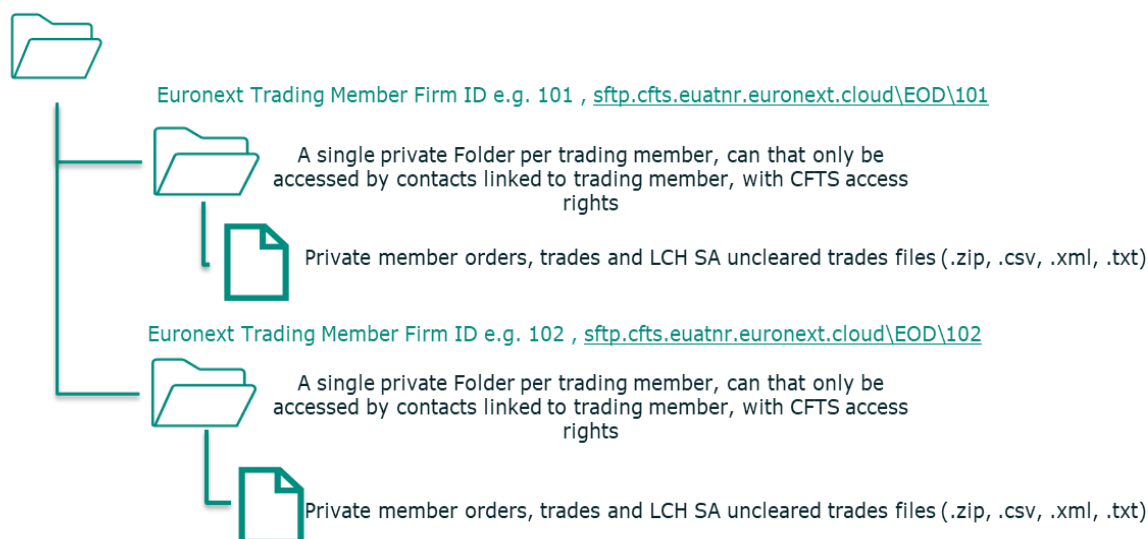 Euronext Trading Member Firm ID e.g. 101 , sftp.cfts.euatnr.euronext.cloud\EOD\101
A single private Folder per trading member, can that only be
accessed by contacts linked to trading member, with CFTS access
rights
Private member orders, trades and LCH SA uncleared trades files (.zip, .csv, .xml, .txt)
Euronext Trading Member Firm ID e.g. 102 , sftp.cfts.euatnr.euronext.cloud\EOD\102
A single private Folder per trading member, can that only be
accessed by contacts linked to trading member, with CFTS access
rights
Private member orders, trades and LCH SA uncleared trades files (.zip, .csv, .xml, .txt)